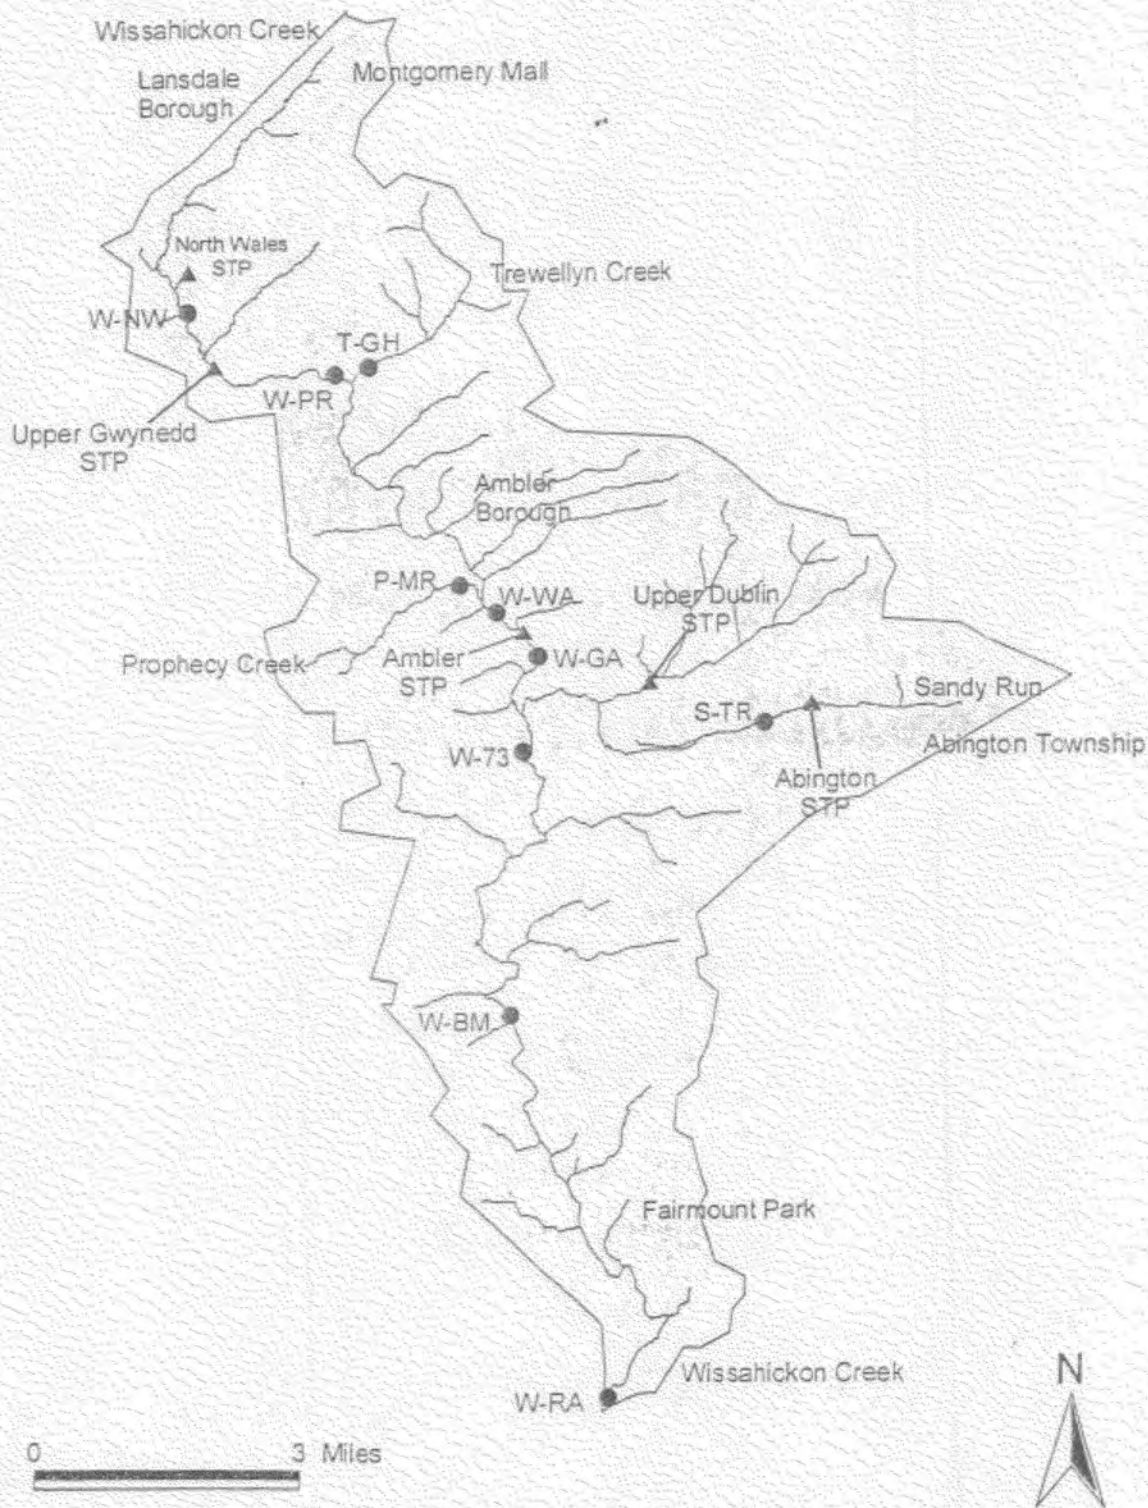 Wissahickon Creek
Montgomery Mall
Lansdale
Borough
North Wales
STP
Trewellyn Creek
W-NW
T-GH
W-PR
Upper Gwynedd
STP
Ambler
Borough
P-MR
W-WA
Upper Dublin
STP
Prophecy Creek
Ambler
STP
W-GA
Sandy Run
S-TR
Abington Township
W-73
Abington
STP
W-BM
Fairmount Park
Wissahickon Creek
W-RA
N
0 3 Miles